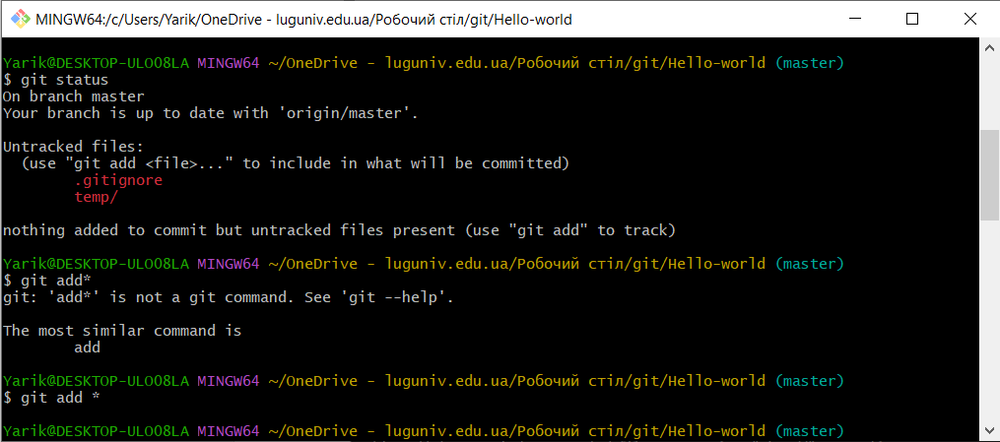 MINGW64:/c/Users/Yarik/OneDrive - luguniv.edu.ua/Робочий стіл/git/Hello-world
Yarik@DESKTOP-ULO08LA MINGW64 ~/OneDrive - luguniv.edu.ua/Робочий стіл/git/Hello-world (master)
$ git status
On branch master
Your branch is up to date with 'origin/master'.
Untracked files:
  (use "git add <file>..." to include in what will be committed)
        .gitignore
        temp/
nothing added to commit but untracked files present (use "git add" to track)
Yarik@DESKTOP-ULO08LA MINGW64 ~/OneDrive - luguniv.edu.ua/Робочий стіл/git/Hello-world (master)
$ git add*
git: 'add*' is not a git command. See 'git --help'.
The most similar command is
        add
Yarik@DESKTOP-ULO08LA MINGW64 ~/OneDrive - luguniv.edu.ua/Робочий стіл/git/Hello-world (master)
$ git add *
Yarik@DESKTOP-ULO08LA MINGW64 ~/OneDrive - luguniv.edu.ua/Робочий стіл/git/Hello-world (master)